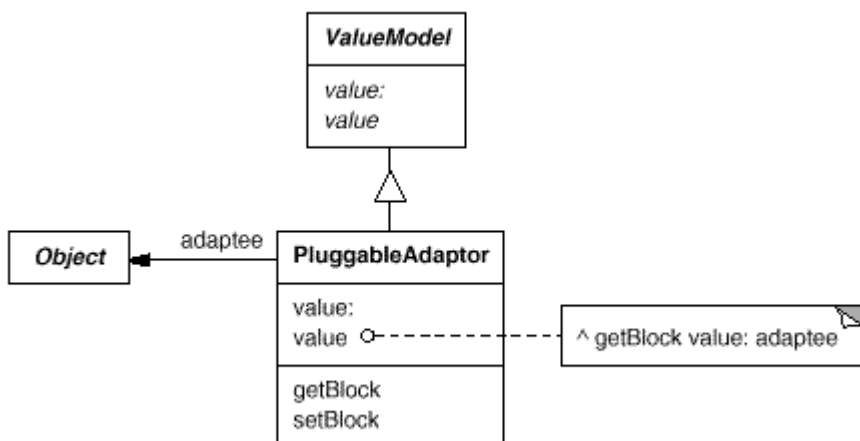 ValueModel
value:
value
adaptee
Object
PluggableAdaptor
value:
value
^ getBlock value: adaptee
getBlock
setBlock